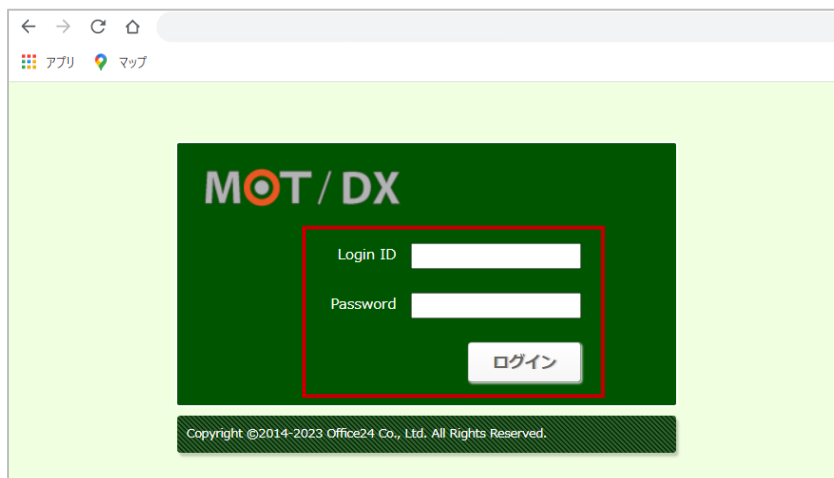 アプリ マップ
MOT / DX
Login ID
Password
ログイン
Copyright ©2014-2023 Office24 Co., Ltd. All Rights Reserved.